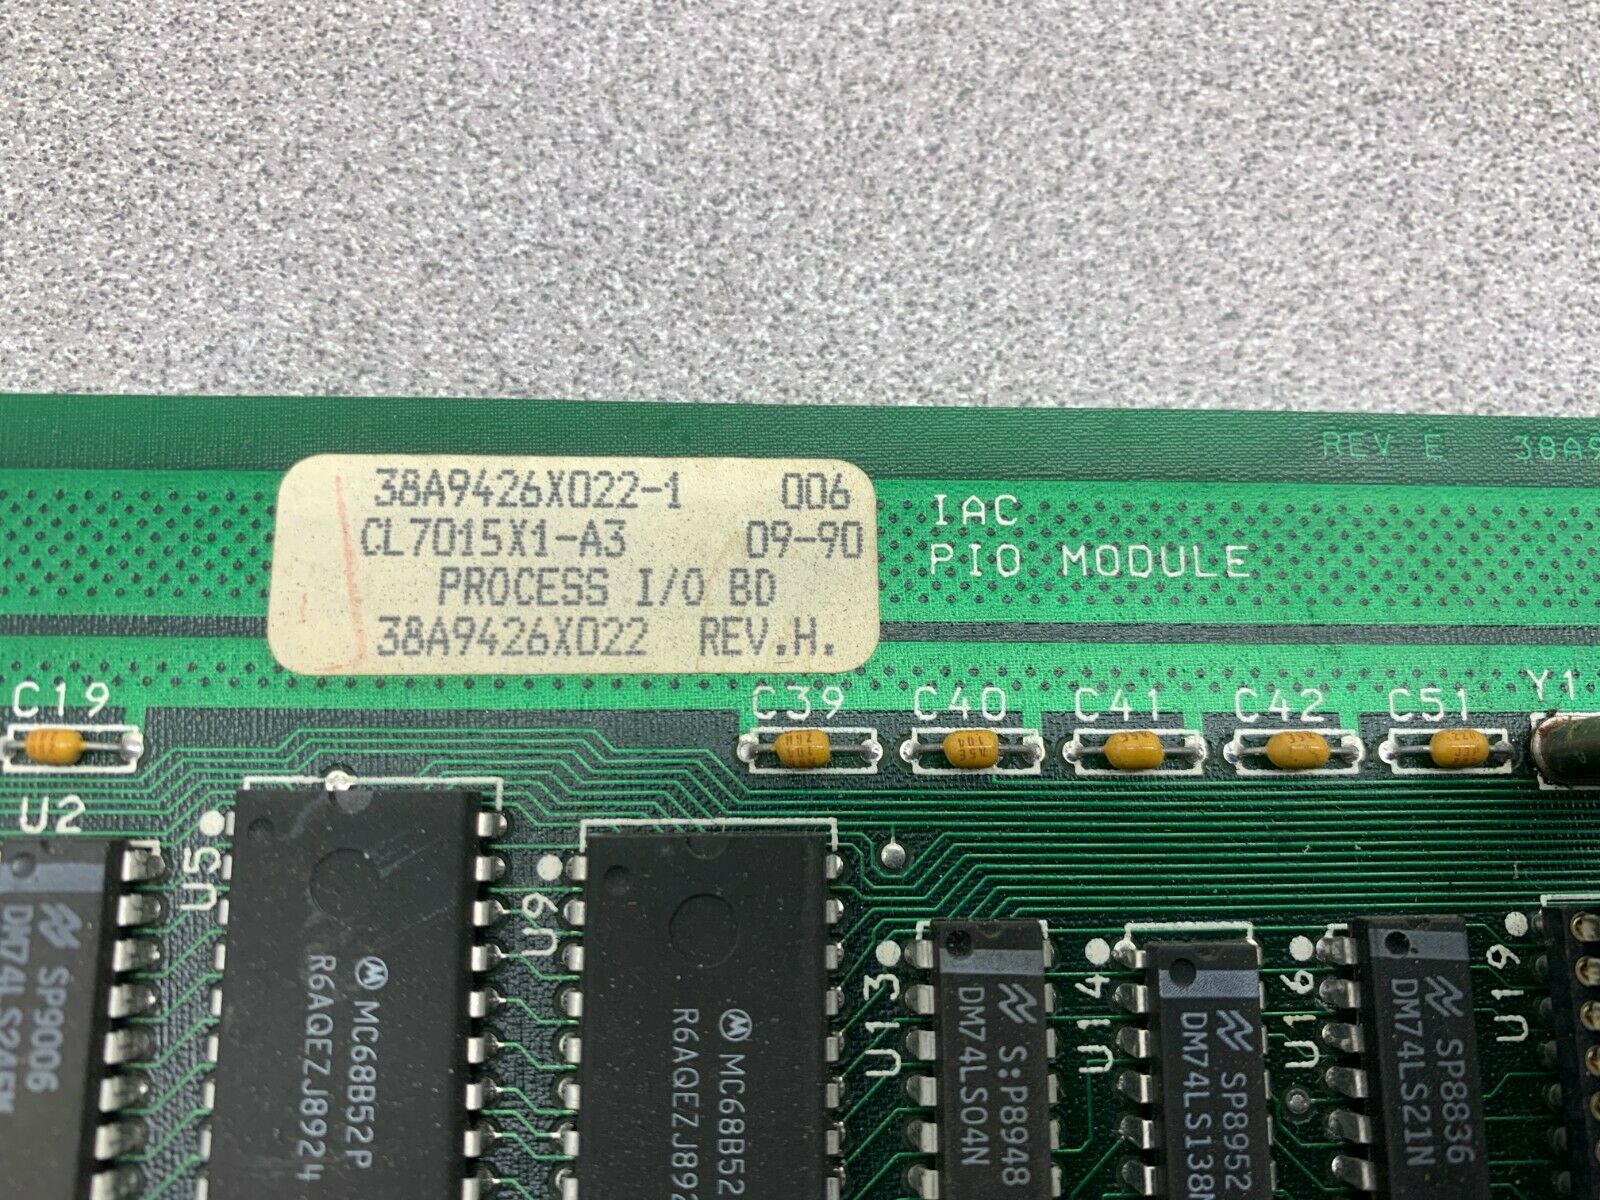 REV E 38A9
38A9426X022-1 006
CL7015X1-A3 09-90
PROCESS I/O BD
38A9426X022 REV.H.
IAC
PIO MODULE
C19
C39
C40
C41
C42
C51
Y1
U2
U5
U9
U13
U14
U16
U19
SP9006
MC68B52P
R6AQEZJ8924
MC68B52
R6AQEZJ892
S:P8948
DM74LS04N
SP8952
DM74LS138N
SP8836
DM74LS21N